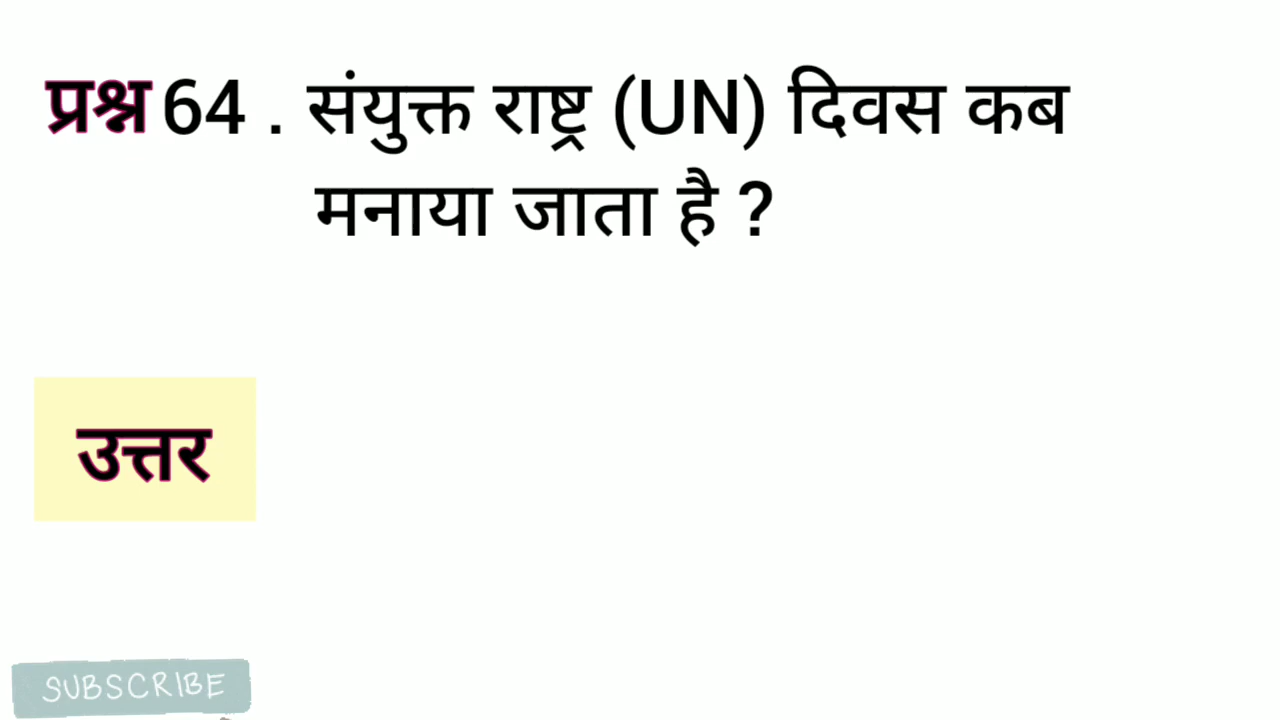 प्रश्न 64 . संयुक्त राष्ट्र (UN) दिवस कब
मनाया जाता है ?
उत्तर
SUBSCRIBE